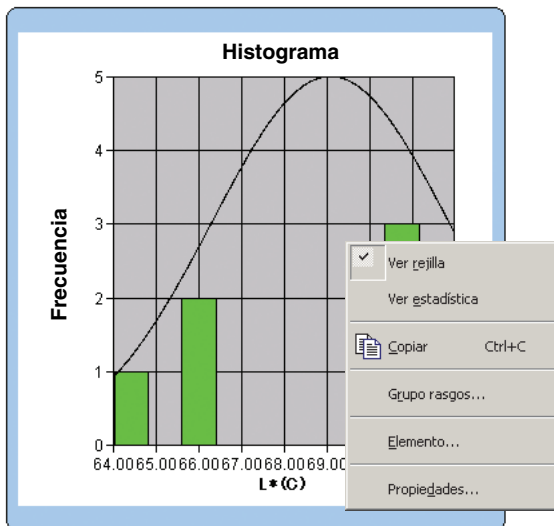 Histograma
5
4
3
2
1
0
Frecuencia
64.00 65.00 66.00 67.00 68.00 69.00
L*(C)
Ver rejilla
Ver estadística
Copiar Ctrl+C
Grupo rasgos...
Elemento...
Propiedades...